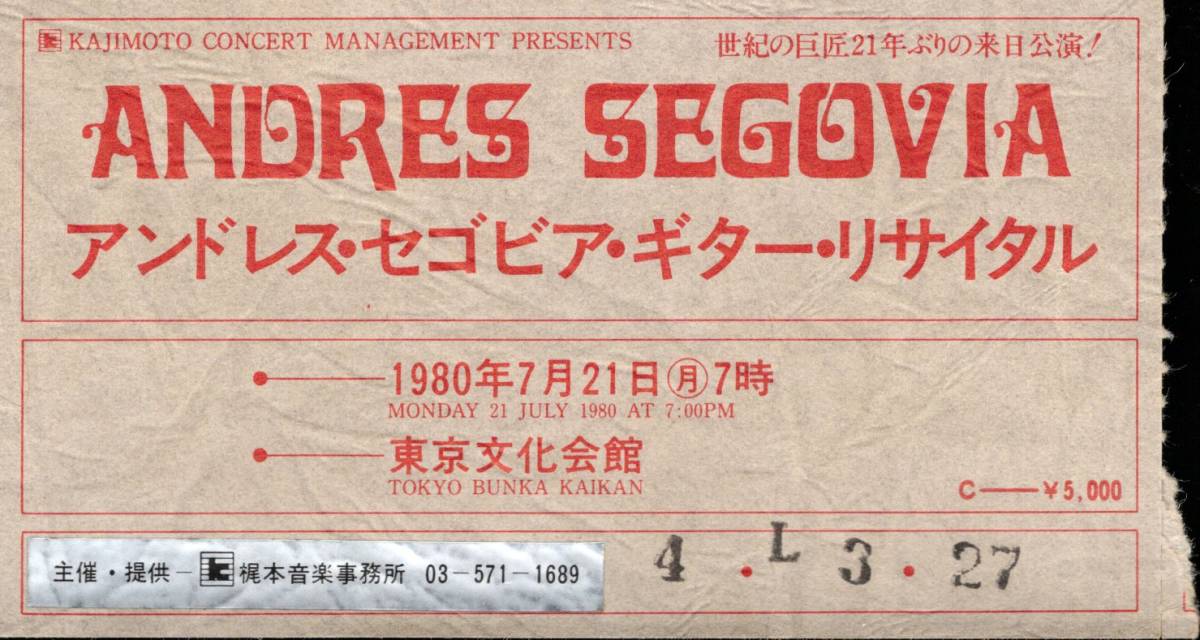 KAJIMOTO CONCERT MANAGEMENT PRESENTS
世紀の巨匠21年ぶりの来日公演!
ANDRES SEGOVIA
アンドレス・セゴビア・ギター・リサイタル
1980年7月21日㊊7時
MONDAY 21 JULY 1980 AT 7:00PM
東京文化会館
TOKYO BUNKA KAIKAN
C——¥5,000
主催・提供−梶本音楽事務所 03−571−1689
4・L3・27